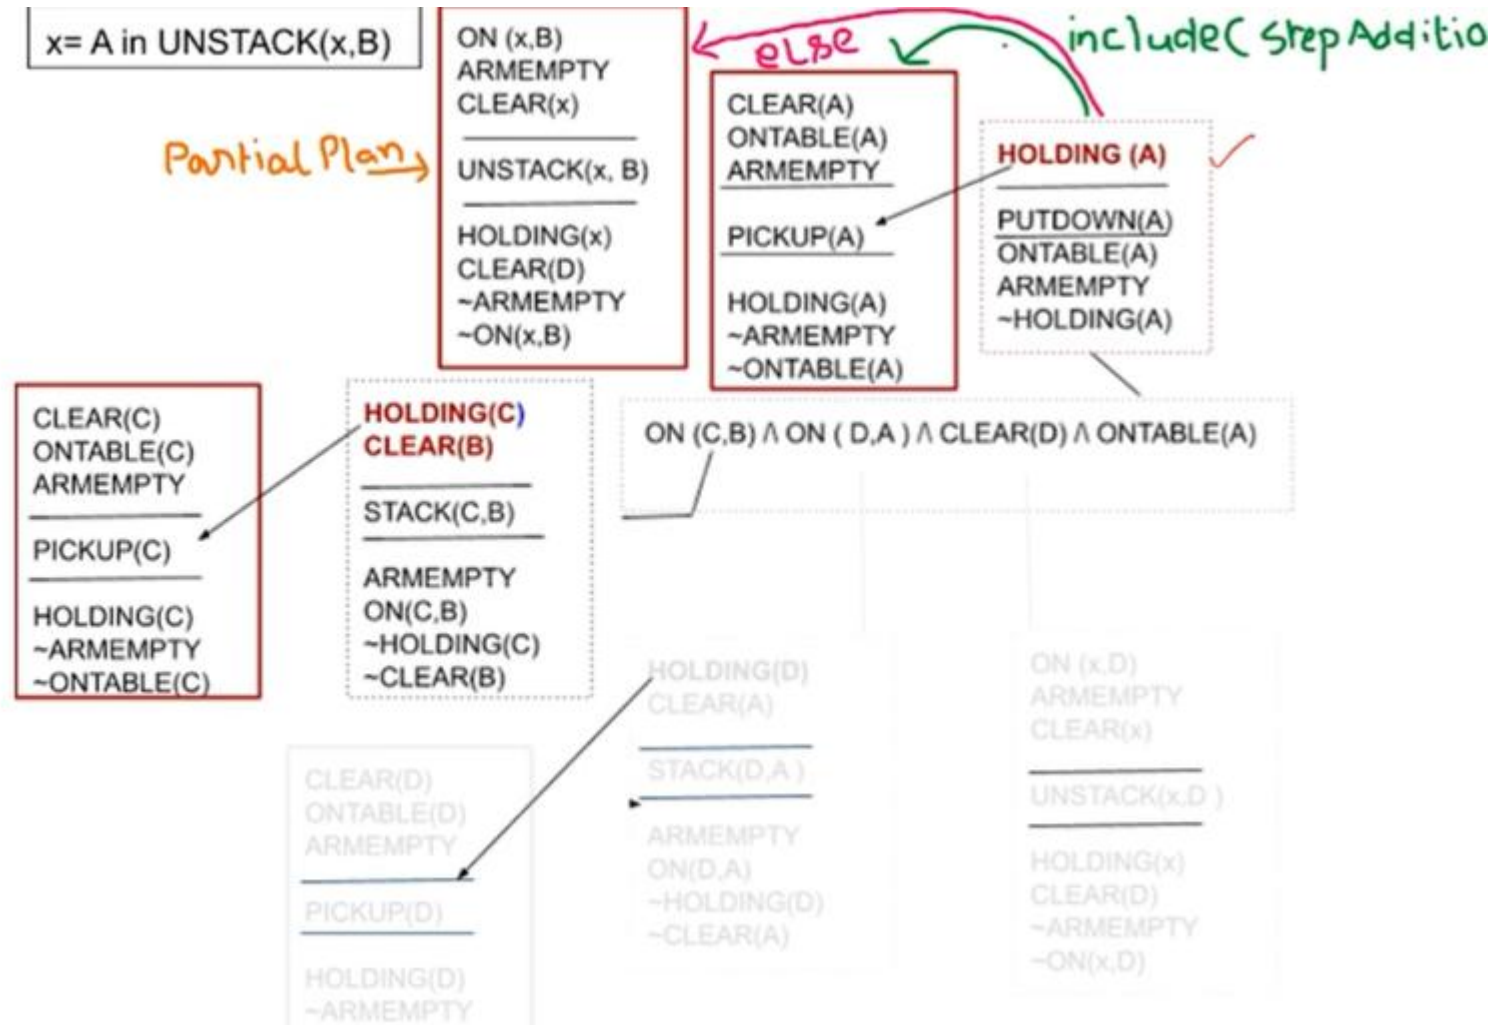 x= A in UNSTACK(x,B)
ON (x,B)
ARMEMPTY
CLEAR(x)
UNSTACK(x, B)
HOLDING(x)
CLEAR(D)
~ARMEMPTY
~ON(x,B)
Partial Plan
else
include( Step Additio
CLEAR(A)
ONTABLE(A)
ARMEMPTY
PICKUP(A)
HOLDING(A)
~ARMEMPTY
~ONTABLE(A)
HOLDING (A)
PUTDOWN(A)
ONTABLE(A)
ARMEMPTY
~HOLDING(A)
CLEAR(C)
ONTABLE(C)
ARMEMPTY
PICKUP(C)
HOLDING(C)
~ARMEMPTY
~ONTABLE(C)
HOLDING(C)
CLEAR(B)
STACK(C,B)
ARMEMPTY
ON(C,B)
~HOLDING(C)
~CLEAR(B)
ON (C,B) Λ ON ( D,A ) Λ CLEAR(D) Λ ONTABLE(A)
CLEAR(D)
ONTABLE(D)
ARMEMPTY
PICKUP(D)
HOLDING(D)
~ARMEMPTY
HOLDING(D)
CLEAR(A)
STACK(D,A )
ARMEMPTY
ON(D,A)
~HOLDING(D)
~CLEAR(A)
ON (x,D)
ARMEMPTY
CLEAR(x)
UNSTACK(x,D )
HOLDING(x)
CLEAR(D)
~ARMEMPTY
~ON(x,D)